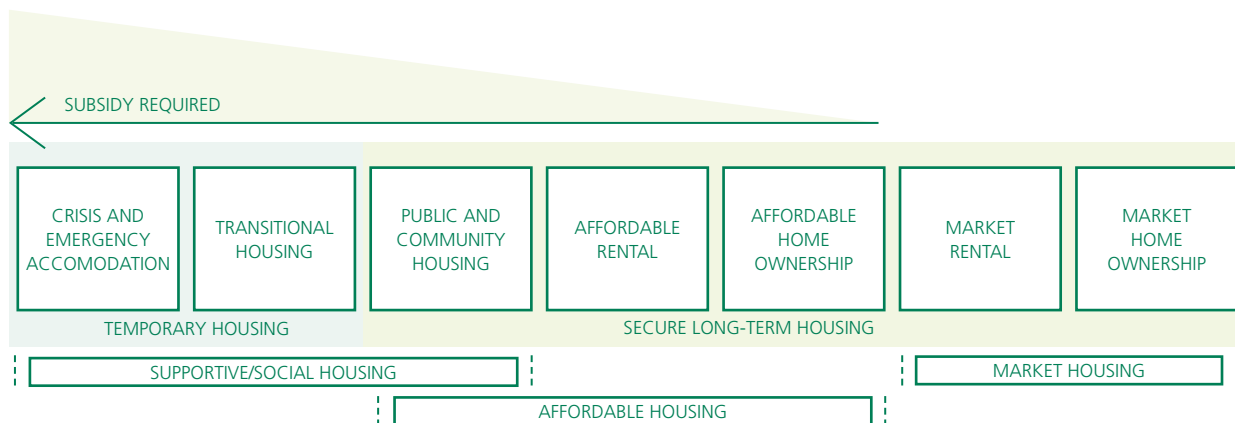 SUBSIDY REQUIRED
CRISIS AND
EMERGENCY
ACCOMODATION
TRANSITIONAL
HOUSING
PUBLIC AND
COMMUNITY
HOUSING
AFFORDABLE
RENTAL
AFFORDABLE
HOME
OWNERSHIP
MARKET
RENTAL
MARKET
HOME
OWNERSHIP
TEMPORARY HOUSING
SECURE LONG-TERM HOUSING
SUPPORTIVE/SOCIAL HOUSING
MARKET HOUSING
AFFORDABLE HOUSING